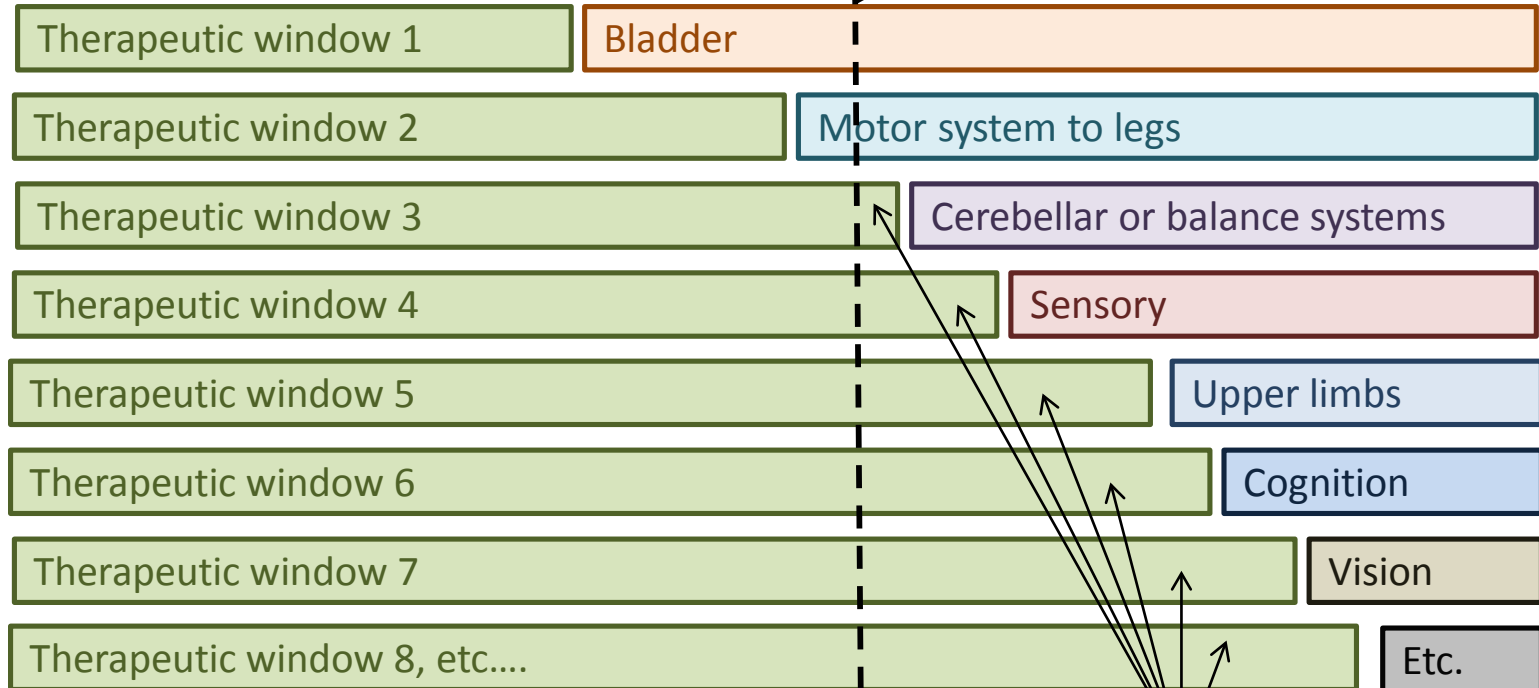 Therapeutic window 1 Bladder
Therapeutic window 2 Motor system to legs
Therapeutic window 3 Cerebellar or balance systems
Therapeutic window 4 Sensory
Therapeutic window 5 Upper limbs
Therapeutic window 6 Cognition
Therapeutic window 7 Vision
Therapeutic window 8, etc.... Etc.